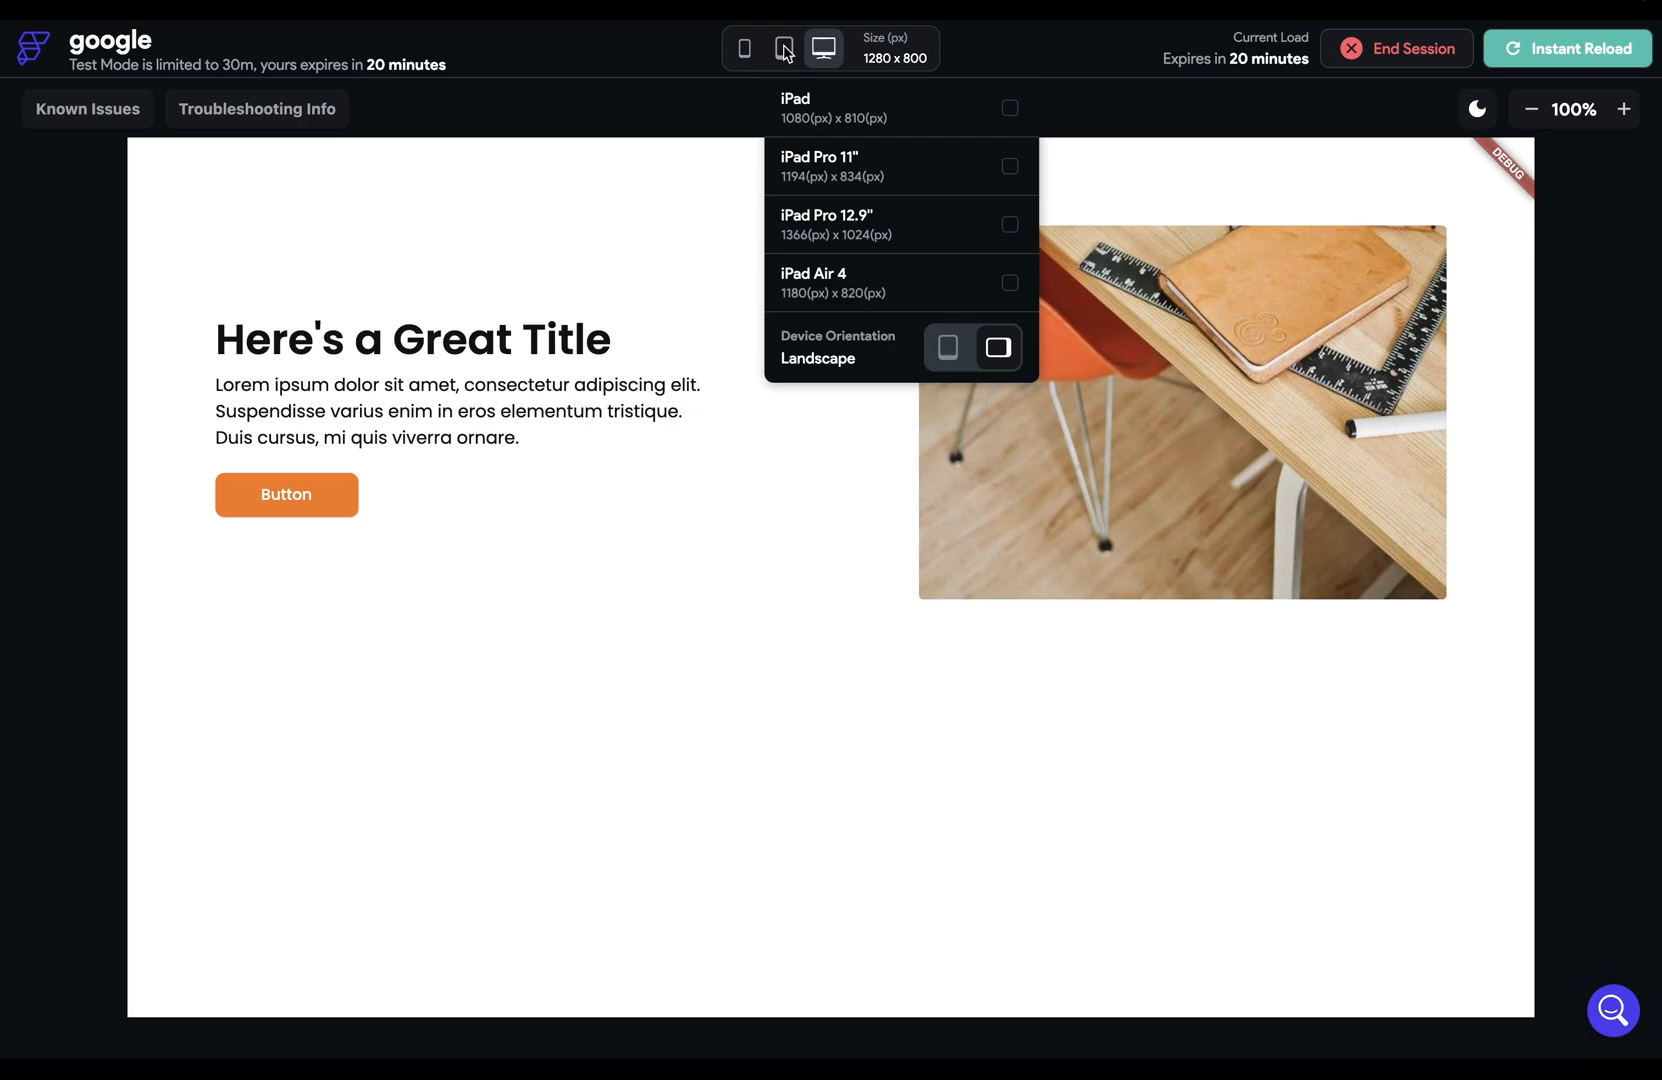 google
Test Mode is limited to 30m, yours expires in 20 minutes
Size (px)
1280 x 800
Current Load
Expires in 20 minutes
End Session
Instant Reload
Known Issues
Troubleshooting Info
100%
iPad
1080(px) x 810(px)
iPad Pro 11"
1194(px) x 834(px)
iPad Pro 12.9"
1366(px) x 1024(px)
iPad Air 4
1180(px) x 820(px)
Device Orientation
Landscape
DEBUG
Here's a Great Title
Lorem ipsum dolor sit amet, consectetur adipiscing elit.
Suspendisse varius enim in eros elementum tristique.
Duis cursus, mi quis viverra ornare.
Button